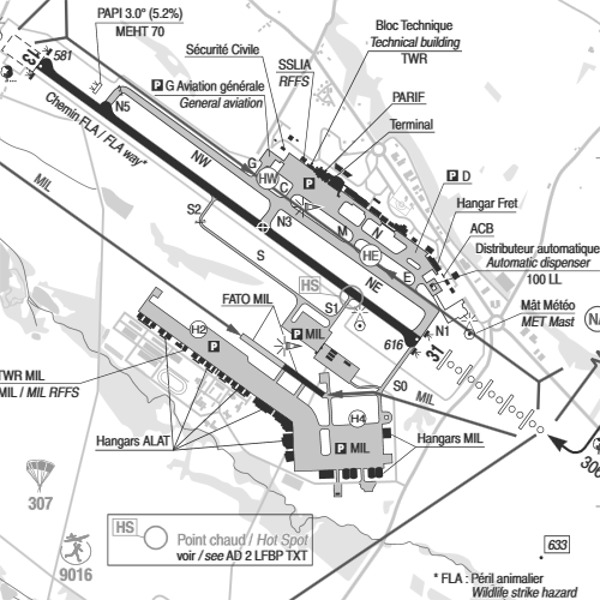 PAPI 3.0° (5.2%)
MEHT 70
Bloc Technique
Technical building
TWR
Sécurité Civile
SSLIA
RFFS
581
13
P G Aviation générale
General aviation
PARIF
Terminal
N5
Chemin FLA / FLA way*
NW
G
HW
C
P
P D
MIL
Hangar Fret
S2
N3
M
N
ACB
HE
Distributeur automatique
Automatic dispenser
100 LL
S
E
HS
NE
FATO MIL
S1
Mât Météo
MET Mast
H2
P MIL
N1
P
616
31
TWR MIL
MIL / MIL RFFS
S0
MIL
H4
Hangars ALAT
P MIL
Hangars MIL
306
307
HS
Point chaud / Hot Spot
voir / see AD 2 LFBP TXT
633
9016
* FLA : Péril animalier
Wildlife strike hazard